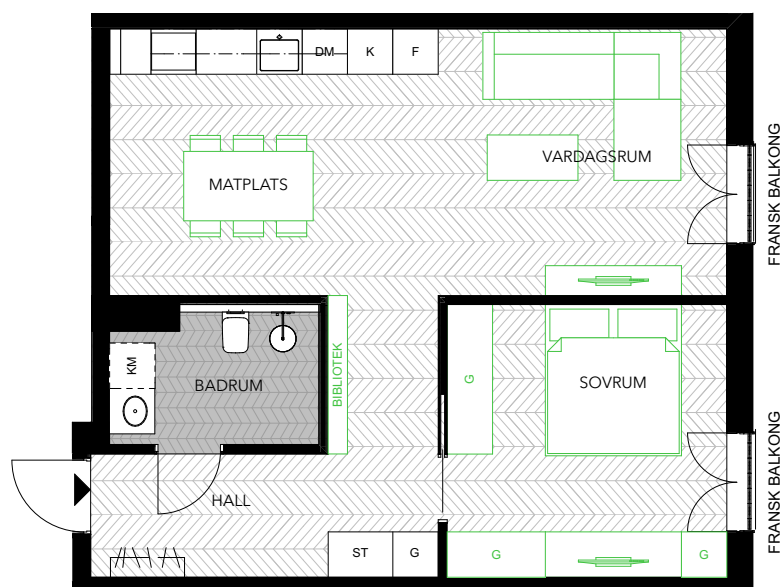 DM
K
F
MATPLATS
VARDAGSRUM
FRANSK BALKONG
KM
BADRUM
BIBLIOTEK
G
SOVRUM
FRANSK BALKONG
HALL
ST
G
G
G